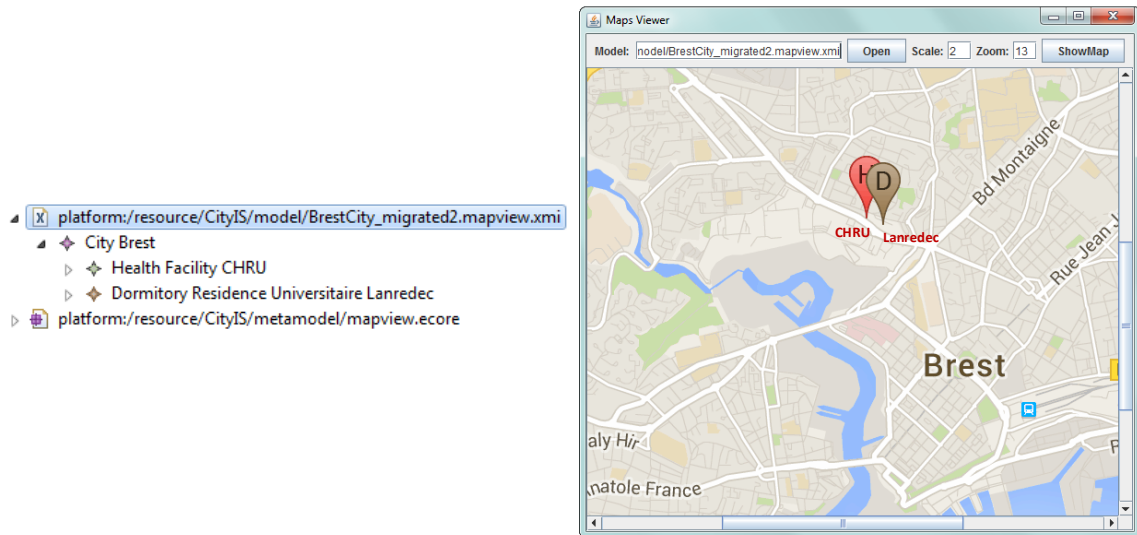 platform:/resource/CityIS/model/BrestCity_migrated2.mapview.xmi
City Brest
Health Facility CHRU
Dormitory Residence Universitaire Lanredec
platform:/resource/CityIS/metamodel/mapview.ecore
Maps Viewer
Model: nodel/BrestCity_migrated2.mapview.xmi Open Scale: 2 Zoom: 13 ShowMap
Bd Montaigne
H D
CHRU Lanredec
Rue Jean J
Brest
aly Hir
natole France